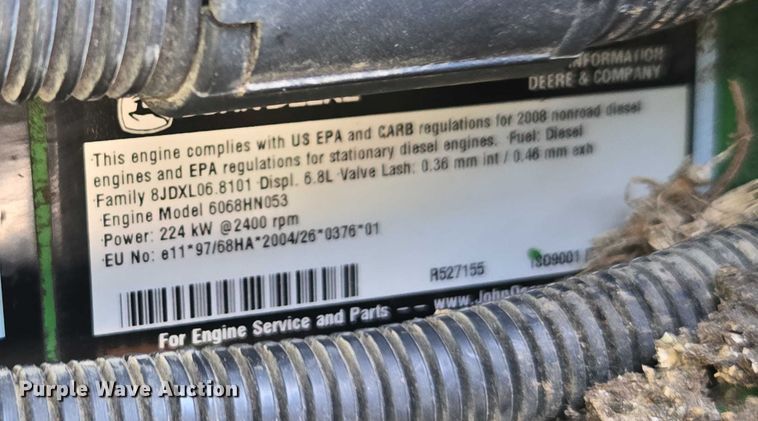 INFORMATION
DEERE & COMPANY
This engine complies with US EPA and CARB regulations for 2008 nonroad diesel
engines and EPA regulations for stationary diesel engines. Fuel: Diesel
Family 8JDXL06.8101 Displ. 6.8L Valve Lash: 0.36 mm int / 0.46 mm exh
Engine Model 6068HN053
Power: 224 kW @2400 rpm
EU No: e11*97/68HA*2004/26*0376*01
R527155 ISO9001
For Engine Service and Parts –– www.JohnDe
Purple Wave Auction